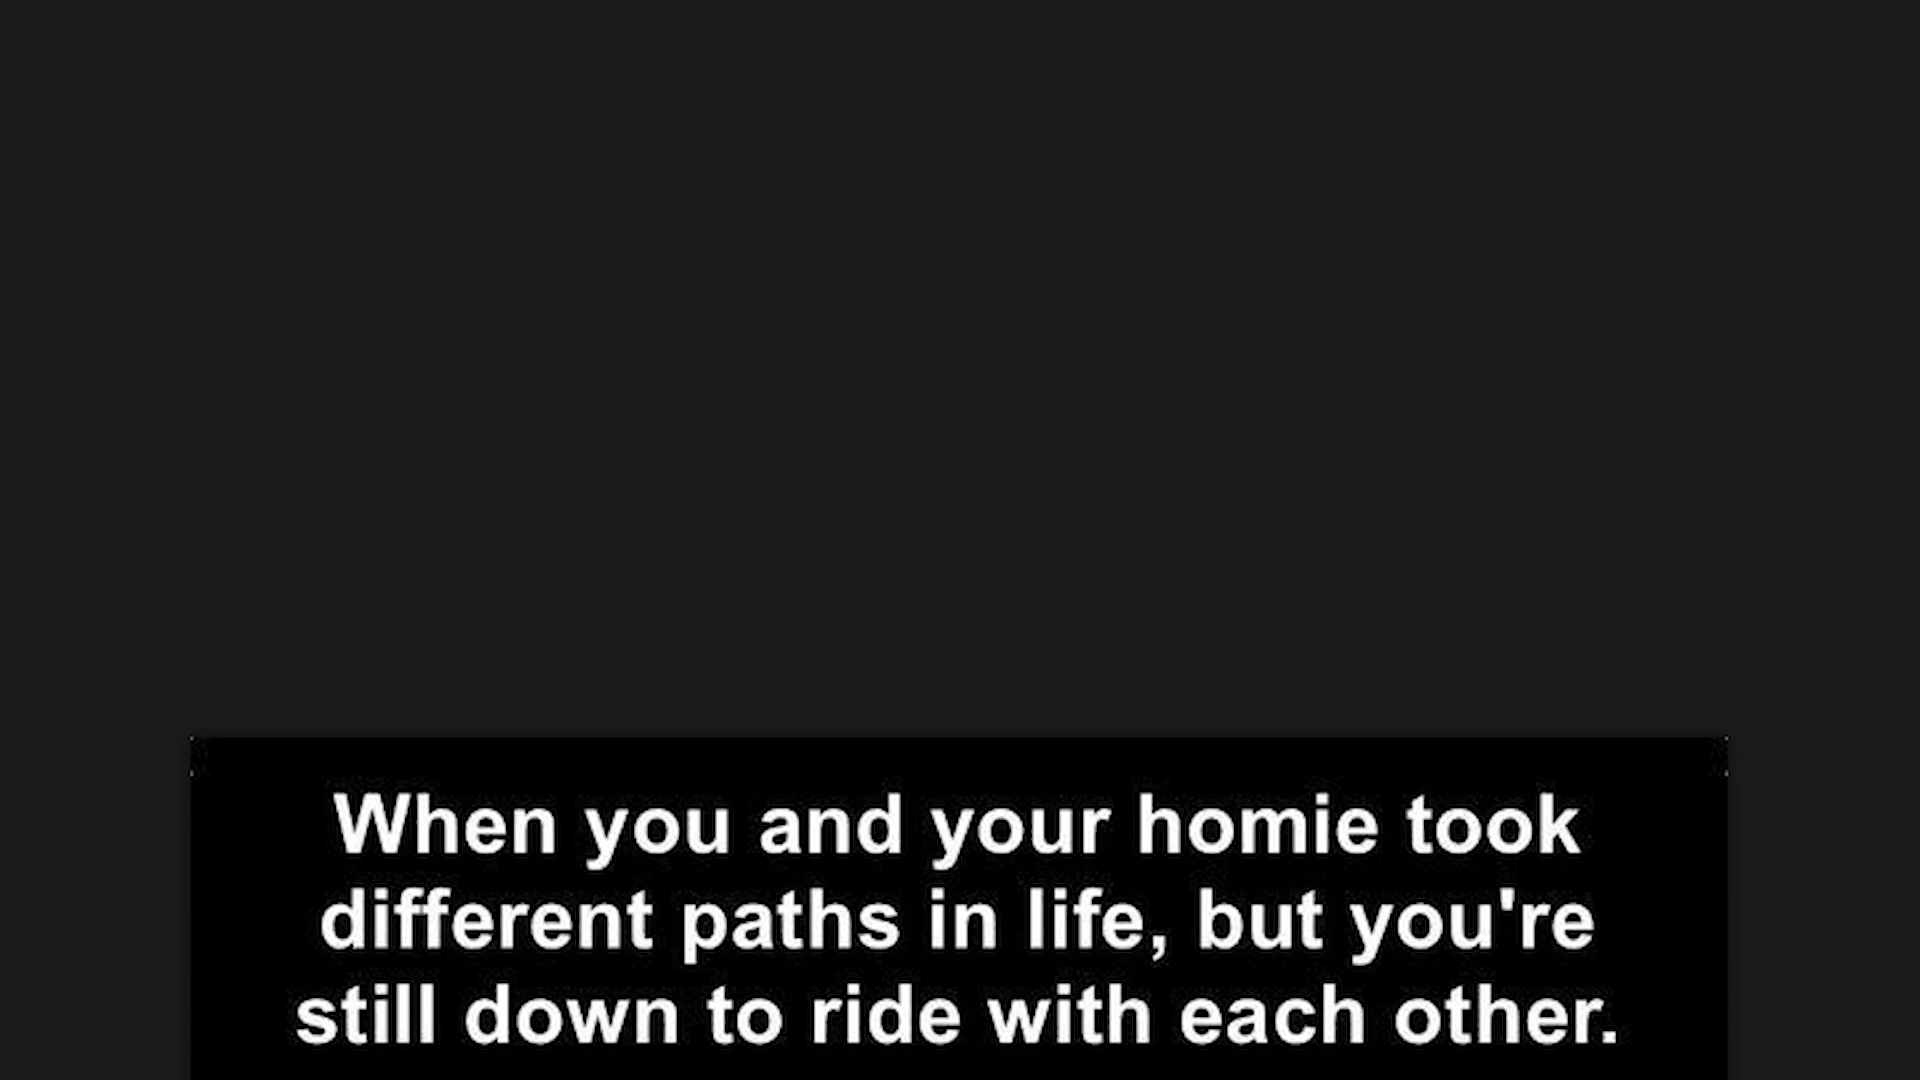 When you and your homie took
different paths in life, but you're
still down to ride with each other.